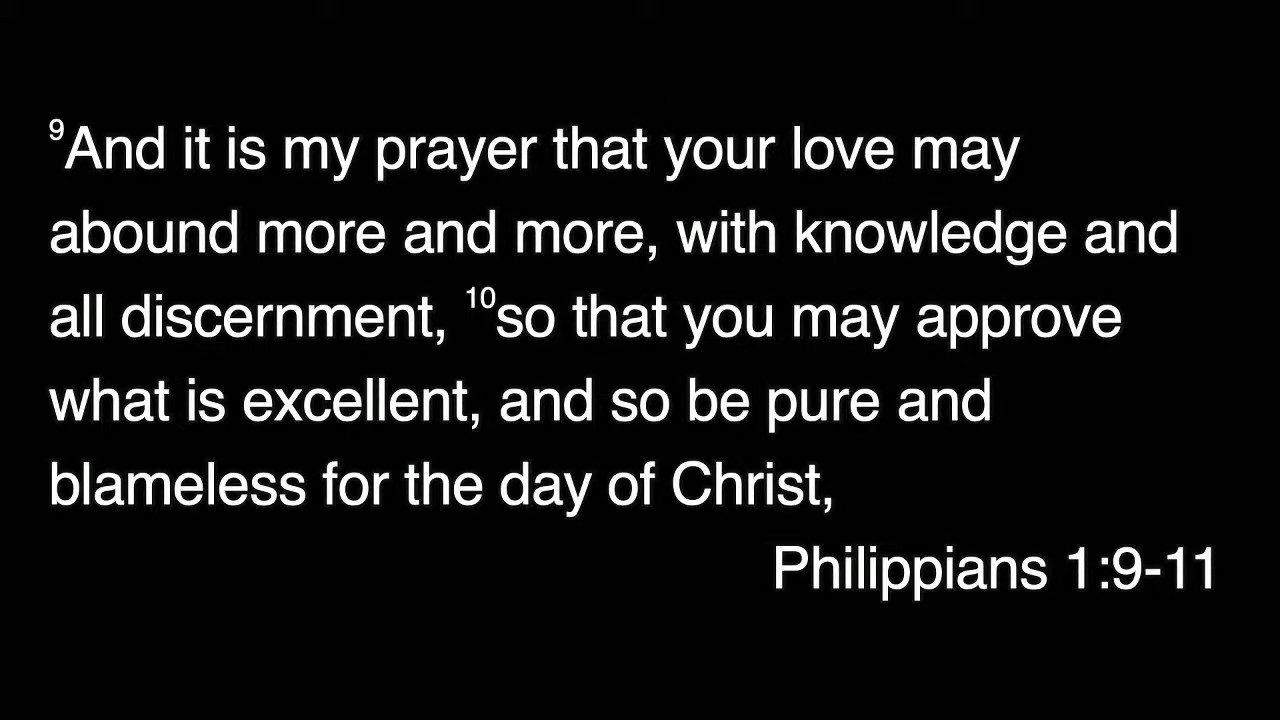 ⁹And it is my prayer that your love may
abound more and more, with knowledge and
all discernment, ¹⁰so that you may approve
what is excellent, and so be pure and
blameless for the day of Christ,
Philippians 1:9-11